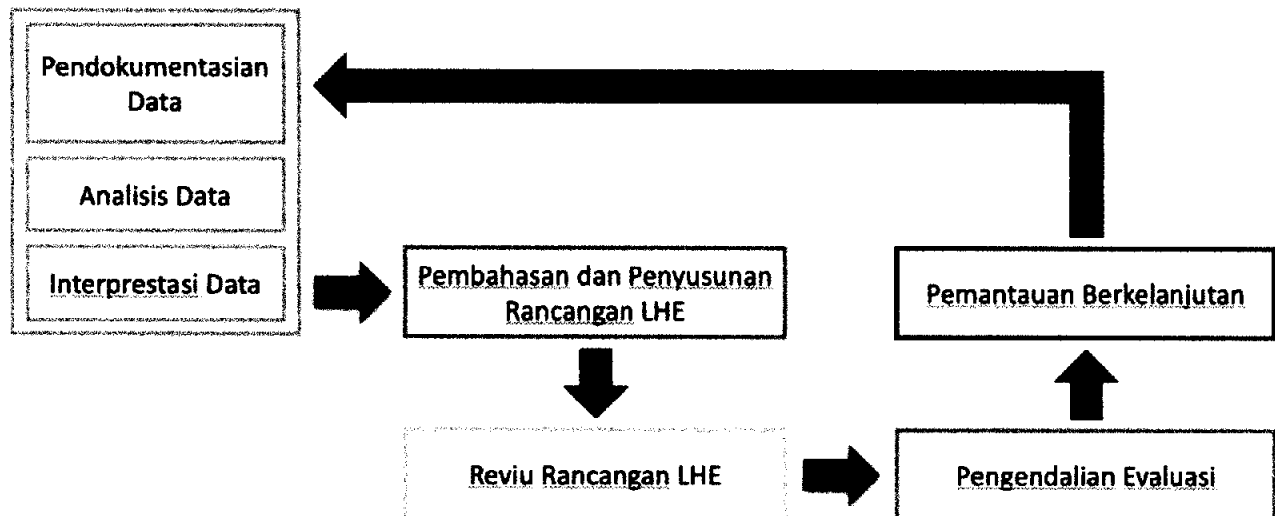 Pendokumentasian
Data
Analisis Data
Interprestasi Data
Pembahasan dan Penyusunan
Rancangan LHE
Pemantauan Berkelanjutan
Reviu Rancangan LHE
Pengendalian Evaluasi